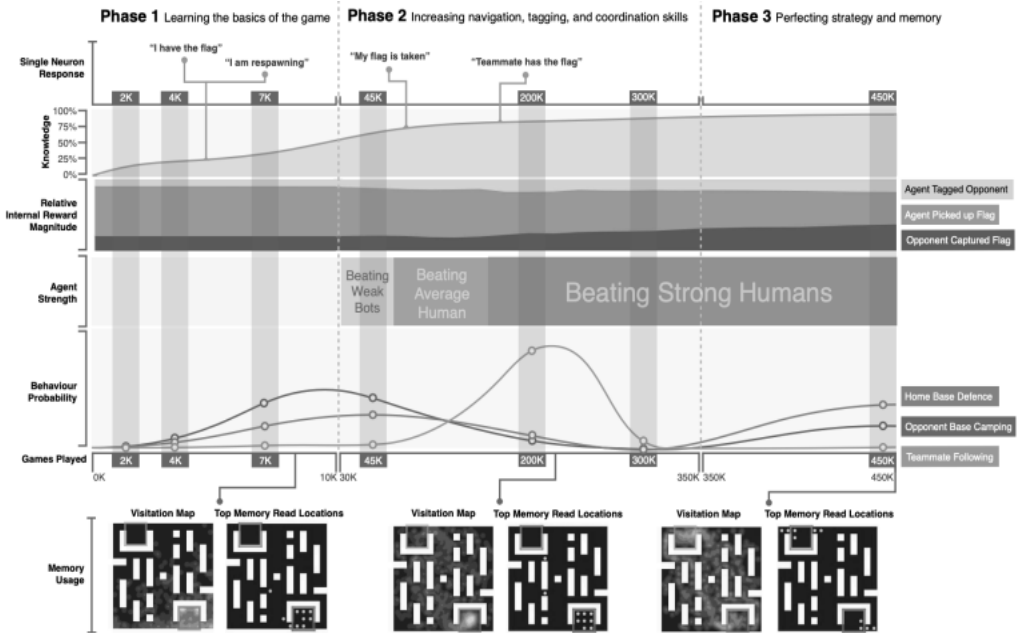 Phase 1 Learning the basics of the game
Phase 2 Increasing navigation, tagging, and coordination skills
Phase 3 Perfecting strategy and memory
Single Neuron
Response
"I have the flag"
"I am respawning"
"My flag is taken"
"Teammate has the flag"
2K 4K 7K 45K 200K 300K 450K
Knowledge
100%
75%
50%
25%
0%
Relative
Internal Reward
Magnitude
Agent Tagged Opponent
Agent Picked up Flag
Opponent Captured Flag
Agent
Strength
Beating
Weak
Bots
Beating
Average
Human
Beating Strong Humans
Behaviour
Probability
Home Base Defence
Opponent Base Camping
Teammate Following
Games Played
2K 4K 7K 45K 200K 300K 450K
0K 10K 30K 350K 350K 450K
Visitation Map Top Memory Read Locations
Visitation Map Top Memory Read Locations
Visitation Map Top Memory Read Locations
Memory
Usage